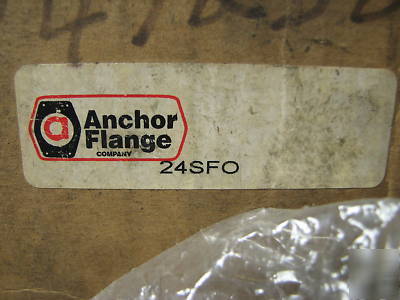 a
Anchor
Flange
COMPANY
24SFO